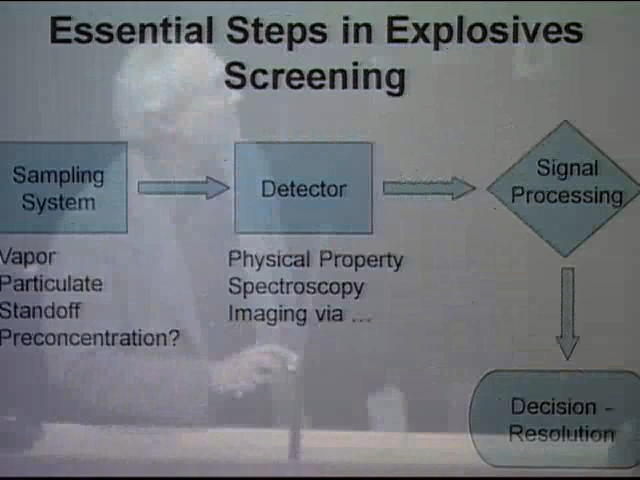 Essential Steps in Explosives
Screening
Sampling
System
Detector
Signal
Processing
Vapor
Particulate
Standoff
Preconcentration?
Physical Property
Spectroscopy
Imaging via ...
Decision -
Resolution